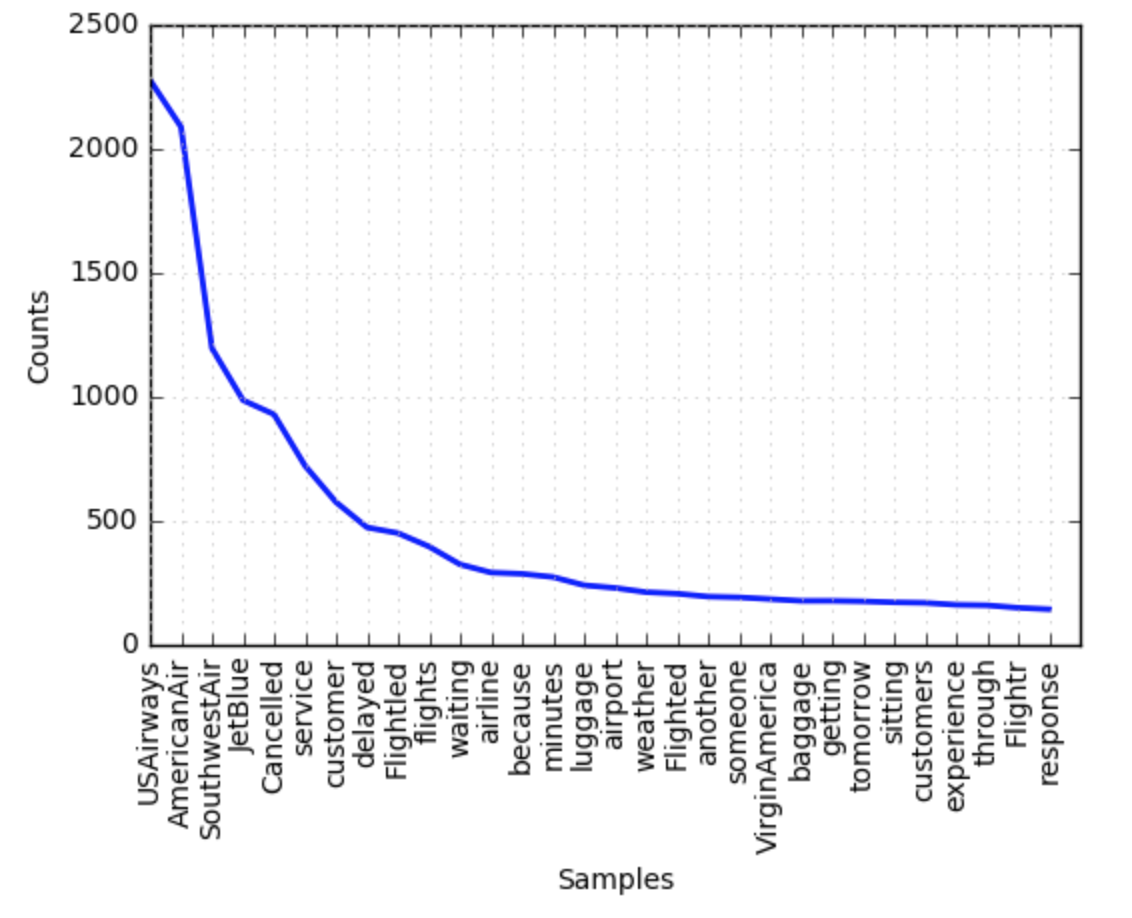 2500
2000
1500
1000
500
0
Counts
USAirways
AmericanAir
SouthwestAir
JetBlue
Cancelled
service
customer
delayed
Flightled
flights
waiting
airline
because
minutes
luggage
airport
weather
Flighted
another
someone
VirginAmerica
baggage
getting
tomorrow
sitting
customers
experience
through
Flightr
response
Samples